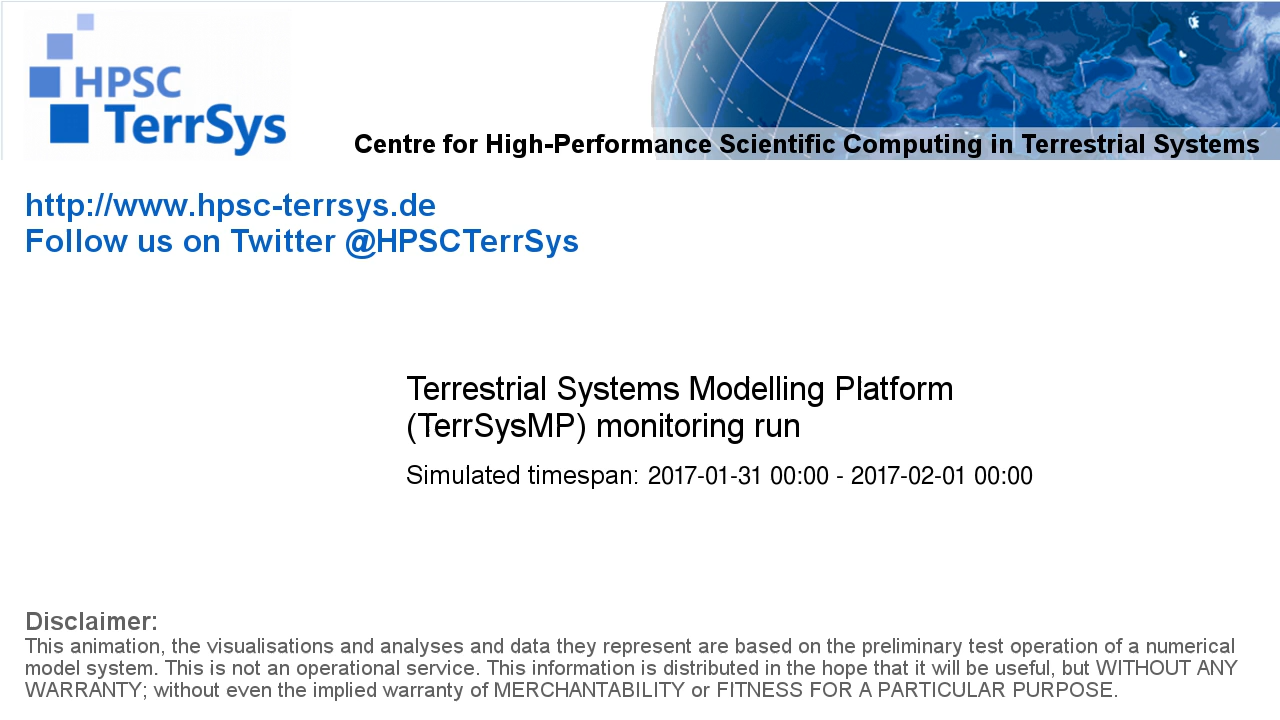 HPSC
TerrSys
Centre for High-Performance Scientific Computing in Terrestrial Systems
http://www.hpsc-terrsys.de
Follow us on Twitter @HPSCTerrSys
Terrestrial Systems Modelling Platform
(TerrSysMP) monitoring run
Simulated timespan: 2017-01-31 00:00 - 2017-02-01 00:00
Disclaimer:
This animation, the visualisations and analyses and data they represent are based on the preliminary test operation of a numerical
model system. This is not an operational service. This information is distributed in the hope that it will be useful, but WITHOUT ANY
WARRANTY; without even the implied warranty of MERCHANTABILITY or FITNESS FOR A PARTICULAR PURPOSE.